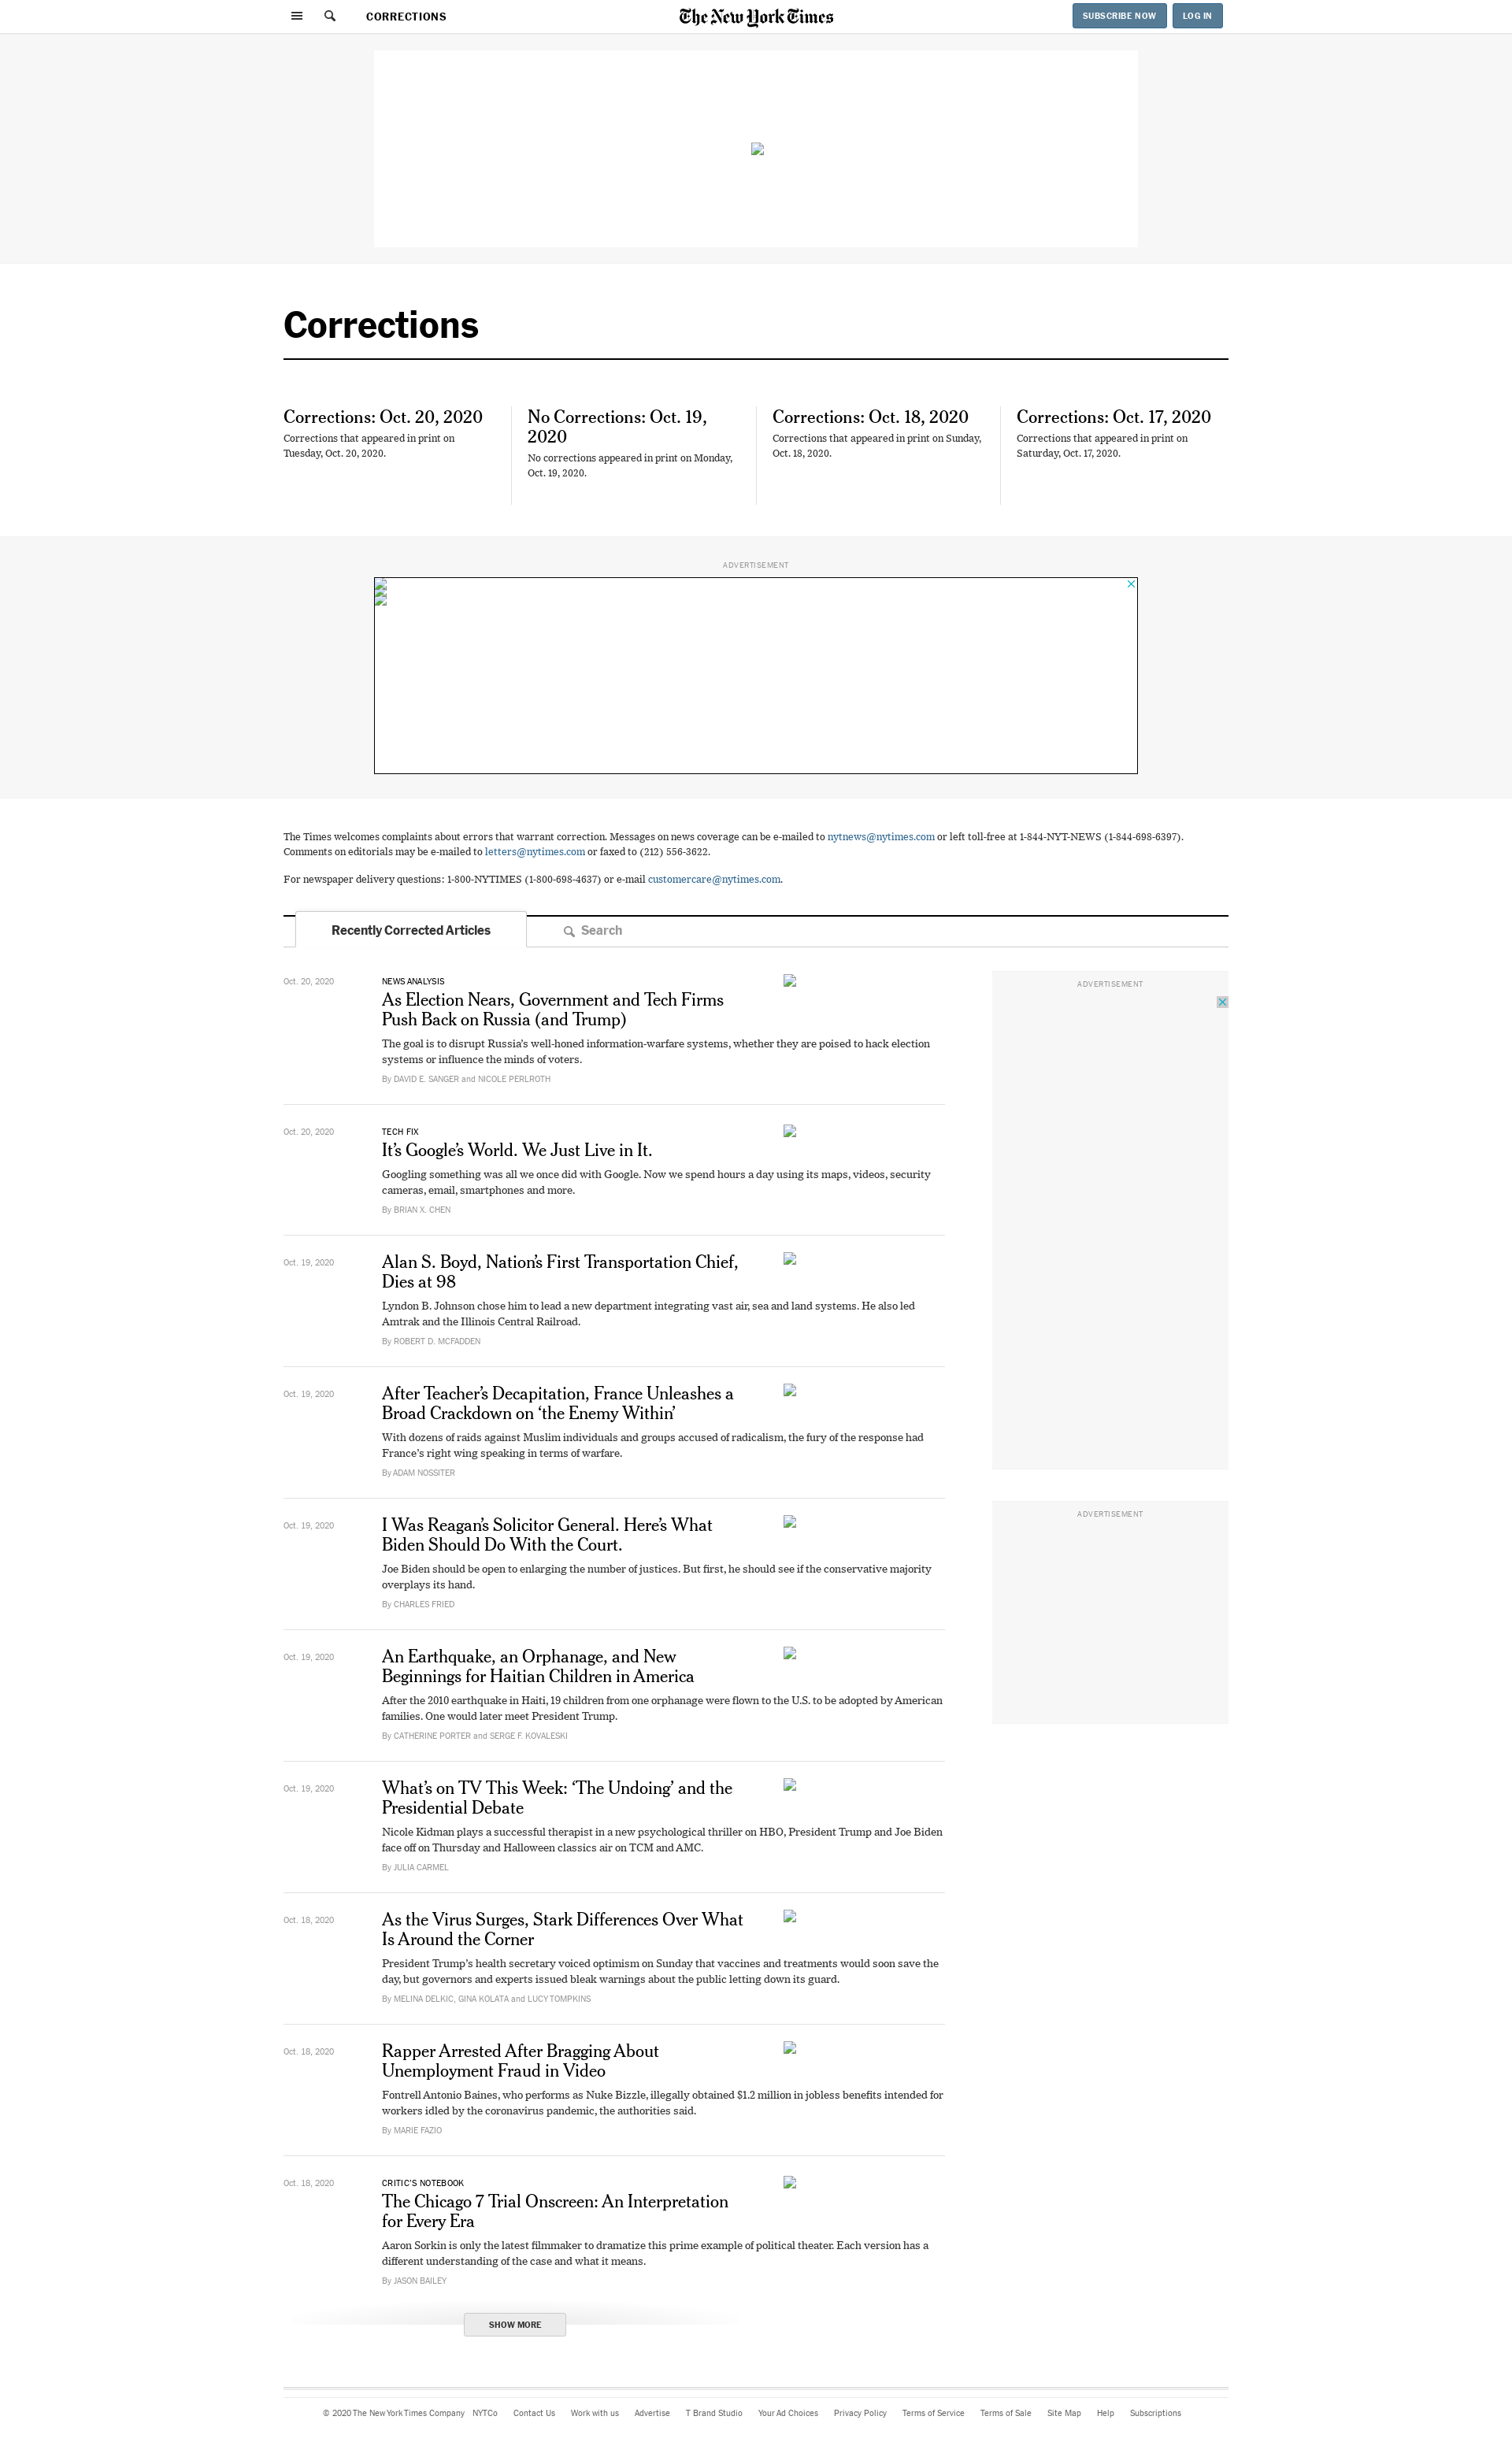 CORRECTIONS
The New York Times
SUBSCRIBE NOW
LOG IN
Corrections
Corrections: Oct. 20, 2020
Corrections that appeared in print on
Tuesday, Oct. 20, 2020.
No Corrections: Oct. 19,
2020
No corrections appeared in print on Monday,
Oct. 19, 2020.
Corrections: Oct. 18, 2020
Corrections that appeared in print on Sunday,
Oct. 18, 2020.
Corrections: Oct. 17, 2020
Corrections that appeared in print on
Saturday, Oct. 17, 2020.
ADVERTISEMENT
The Times welcomes complaints about errors that warrant correction. Messages on news coverage can be e-mailed to nytnews@nytimes.com or left toll-free at 1-844-NYT-NEWS (1-844-698-6397).
Comments on editorials may be e-mailed to letters@nytimes.com or faxed to (212) 556-3622.
For newspaper delivery questions: 1-800-NYTIMES (1-800-698-4637) or e-mail customercare@nytimes.com.
Recently Corrected Articles
Search
Oct. 20, 2020
NEWS ANALYSIS
As Election Nears, Government and Tech Firms
Push Back on Russia (and Trump)
The goal is to disrupt Russia's well-honed information-warfare systems, whether they are poised to hack election
systems or influence the minds of voters.
By DAVID E. SANGER and NICOLE PERLROTH
ADVERTISEMENT
Oct. 20, 2020
TECH FIX
It’s Google’s World. We Just Live in It.
Googling something was all we once did with Google. Now we spend hours a day using its maps, videos, security
cameras, email, smartphones and more.
By BRIAN X. CHEN
Oct. 19, 2020
Alan S. Boyd, Nation’s First Transportation Chief,
Dies at 98
Lyndon B. Johnson chose him to lead a new department integrating vast air, sea and land systems. He also led
Amtrak and the Illinois Central Railroad.
By ROBERT D. MCFADDEN
Oct. 19, 2020
After Teacher’s Decapitation, France Unleashes a
Broad Crackdown on ‘the Enemy Within’
With dozens of raids against Muslim individuals and groups accused of radicalism, the fury of the response had
France’s right wing speaking in terms of warfare.
By ADAM NOSSITER
Oct. 19, 2020
I Was Reagan’s Solicitor General. Here’s What
Biden Should Do With the Court.
Joe Biden should be open to enlarging the number of justices. But first, he should see if the conservative majority
overplays its hand.
By CHARLES FRIED
ADVERTISEMENT
Oct. 19, 2020
An Earthquake, an Orphanage, and New
Beginnings for Haitian Children in America
After the 2010 earthquake in Haiti, 19 children from one orphanage were flown to the U.S. to be adopted by American
families. One would later meet President Trump.
By CATHERINE PORTER and SERGE F. KOVALESKI
Oct. 19, 2020
What’s on TV This Week: ‘The Undoing’ and the
Presidential Debate
Nicole Kidman plays a successful therapist in a new psychological thriller on HBO, President Trump and Joe Biden
face off on Thursday and Halloween classics air on TCM and AMC.
By JULIA CARMEL
Oct. 18, 2020
As the Virus Surges, Stark Differences Over What
Is Around the Corner
President Trump’s health secretary voiced optimism on Sunday that vaccines and treatments would soon save the
day, but governors and experts issued bleak warnings about the public letting down its guard.
By MELINA DELKIC, GINA KOLATA and LUCY TOMPKINS
Oct. 18, 2020
Rapper Arrested After Bragging About
Unemployment Fraud in Video
Fontrell Antonio Baines, who performs as Nuke Bizzle, illegally obtained $1.2 million in jobless benefits intended for
workers idled by the coronavirus pandemic, the authorities said.
By MARIE FAZIO
Oct. 18, 2020
CRITIC'S NOTEBOOK
The Chicago 7 Trial Onscreen: An Interpretation
for Every Era
Aaron Sorkin is only the latest filmmaker to dramatize this prime example of political theater. Each version has a
different understanding of the case and what it means.
By JASON BAILEY
SHOW MORE
© 2020 The New York Times Company NYTCo Contact Us Work with us Advertise T Brand Studio Your Ad Choices Privacy Policy Terms of Service Terms of Sale Site Map Help Subscriptions